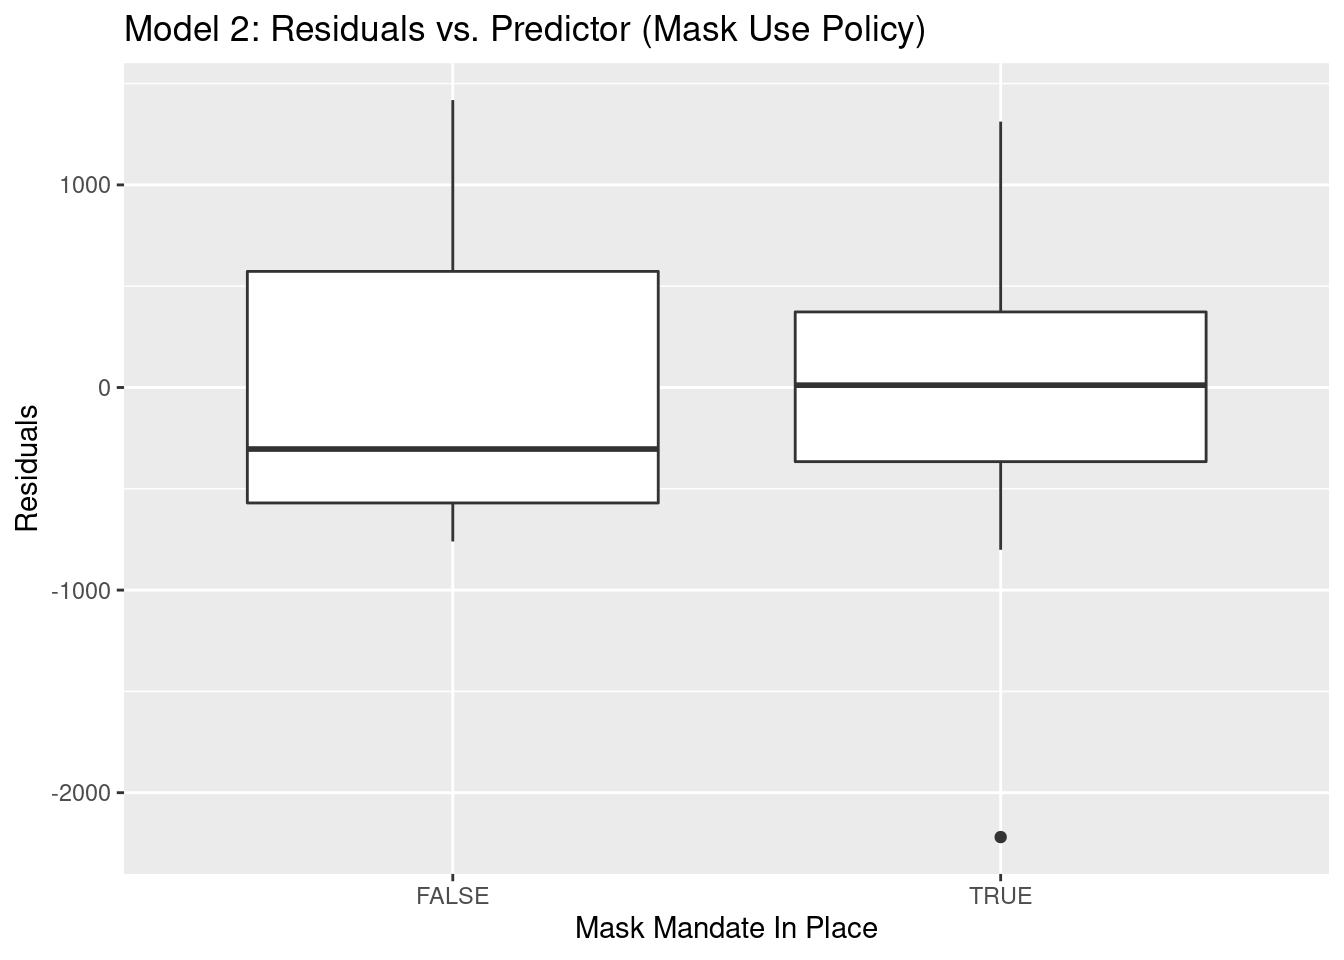 Model 2: Residuals vs. Predictor (Mask Use Policy)
1000
0
-1000
-2000
Residuals
FALSE
TRUE
Mask Mandate In Place